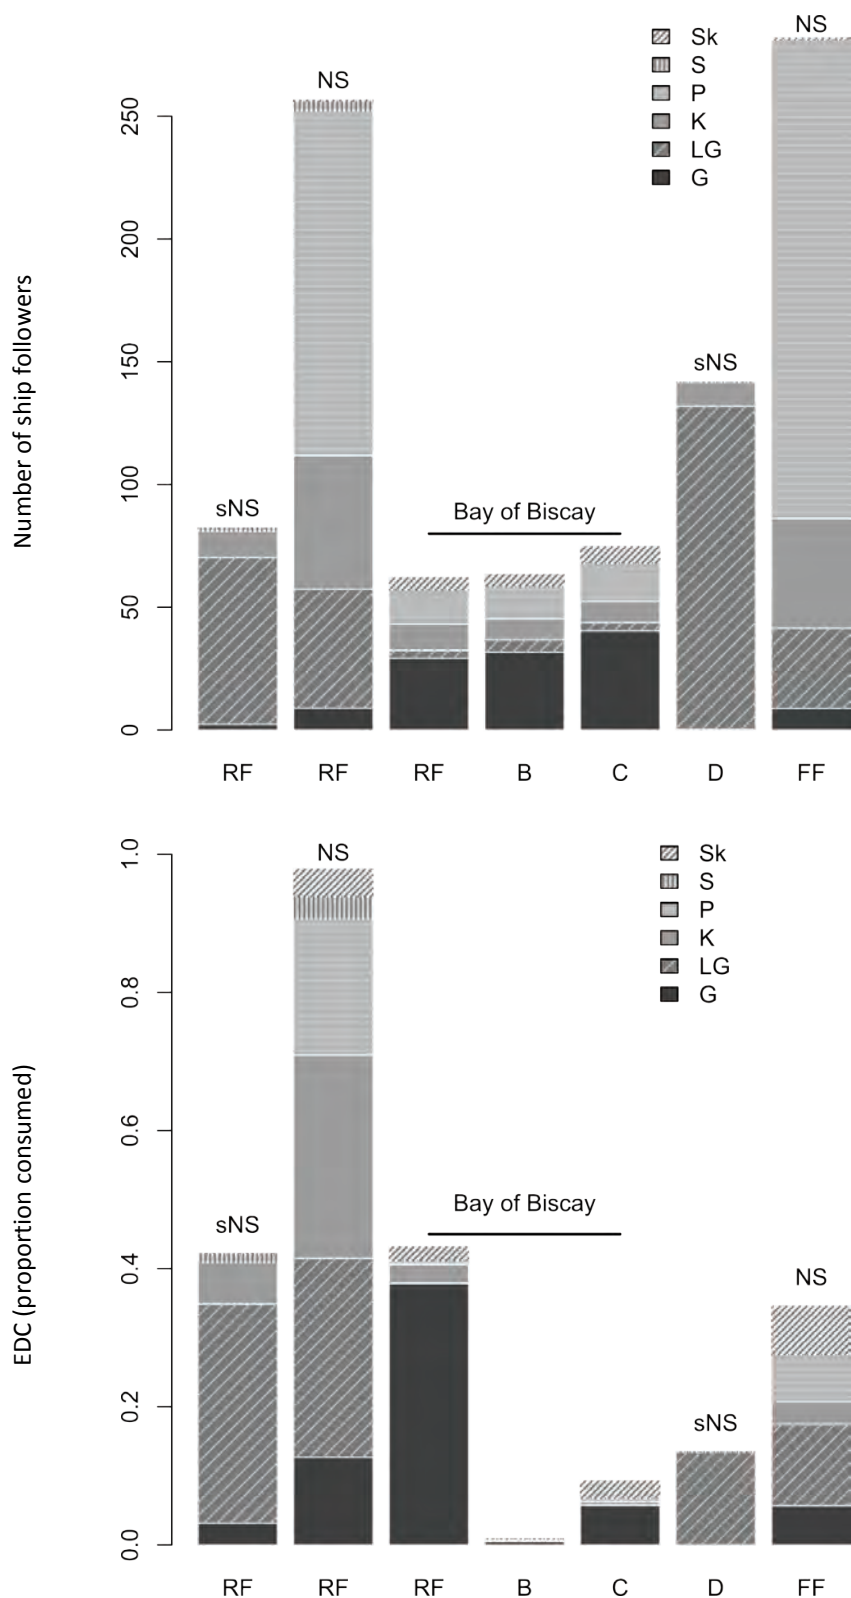 NS
Sk
S
P
K
LG
G
NS
250
200
150
100
50
0
Number of ship followers
sNS
Bay of Biscay
sNS
RF
RF
RF
B
C
D
FF
NS
Sk
S
P
K
LG
G
1.0
0.8
0.6
0.4
0.2
0.0
EDC (proportion consumed)
sNS
Bay of Biscay
NS
sNS
RF
RF
RF
B
C
D
FF